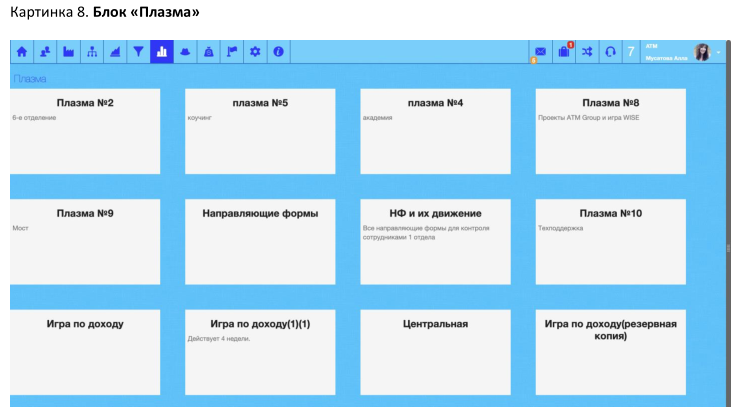 Картинка 8. Блок «Плазма»
8
1
7
ATM
Мусатова Алла
Плазма
Плазма №2
6-е отделение
плазма №5
коучинг
плазма №4
академия
Плазма №8
Проекты ATM Group и игра WISE
Плазма №9
Мост
Направляющие формы
НФ и их движение
Все направляющие формы для контроля
сотрудниками 1 отдела
Плазма №10
Техподдержка
Игра по доходу
Игра по доходу(1)(1)
Действует 4 недели.
Центральная
Игра по доходу(резервная
копия)